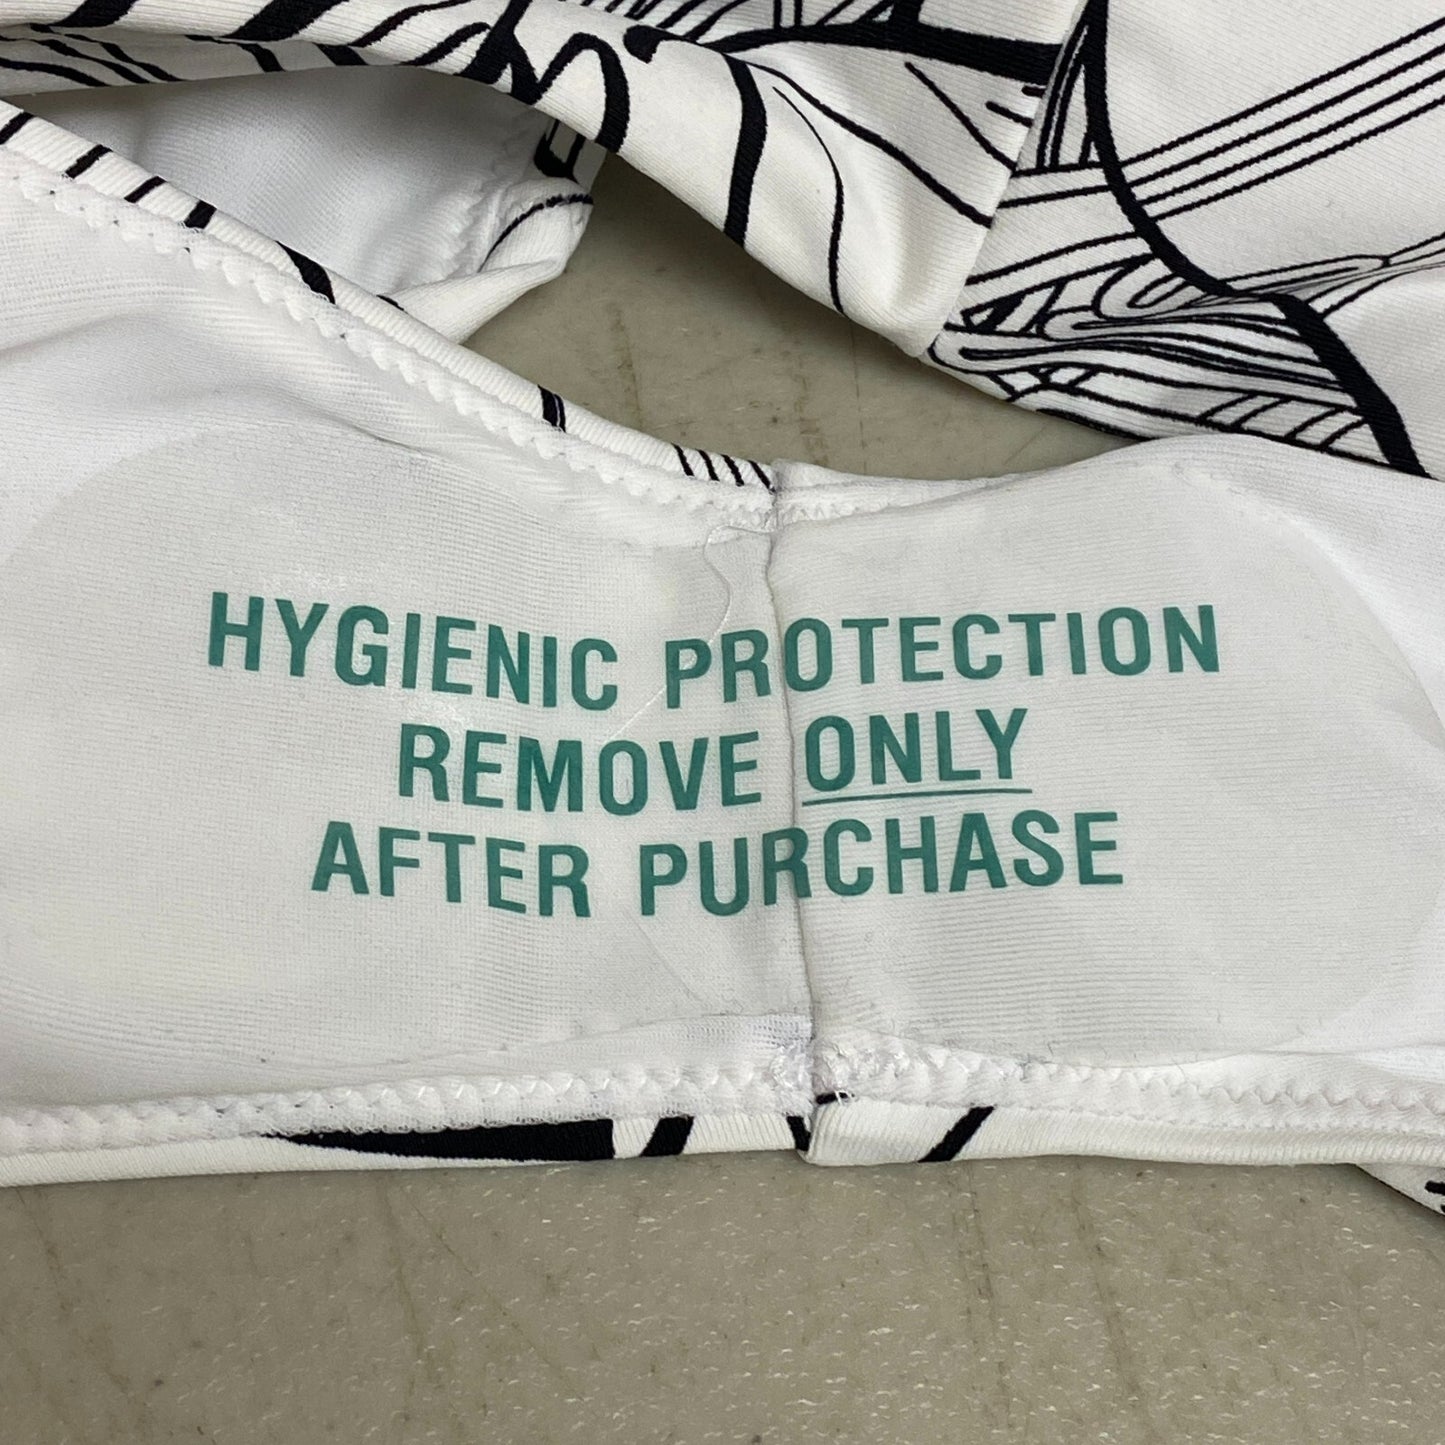 HYGIENIC PROTECTION
REMOVE ONLY
AFTER PURCHASE